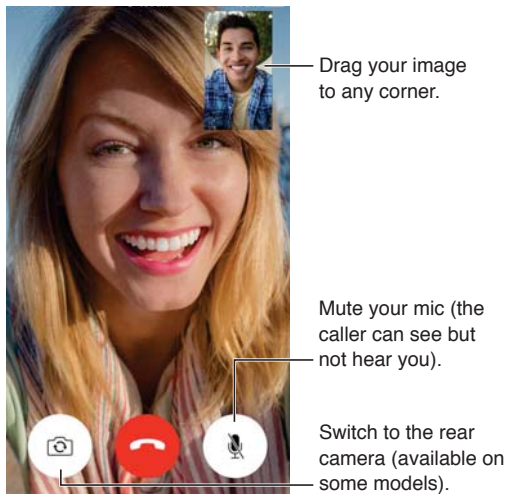 Drag your image
to any corner.
Mute your mic (the
caller can see but
not hear you).
Switch to the rear
camera (available on
some models).